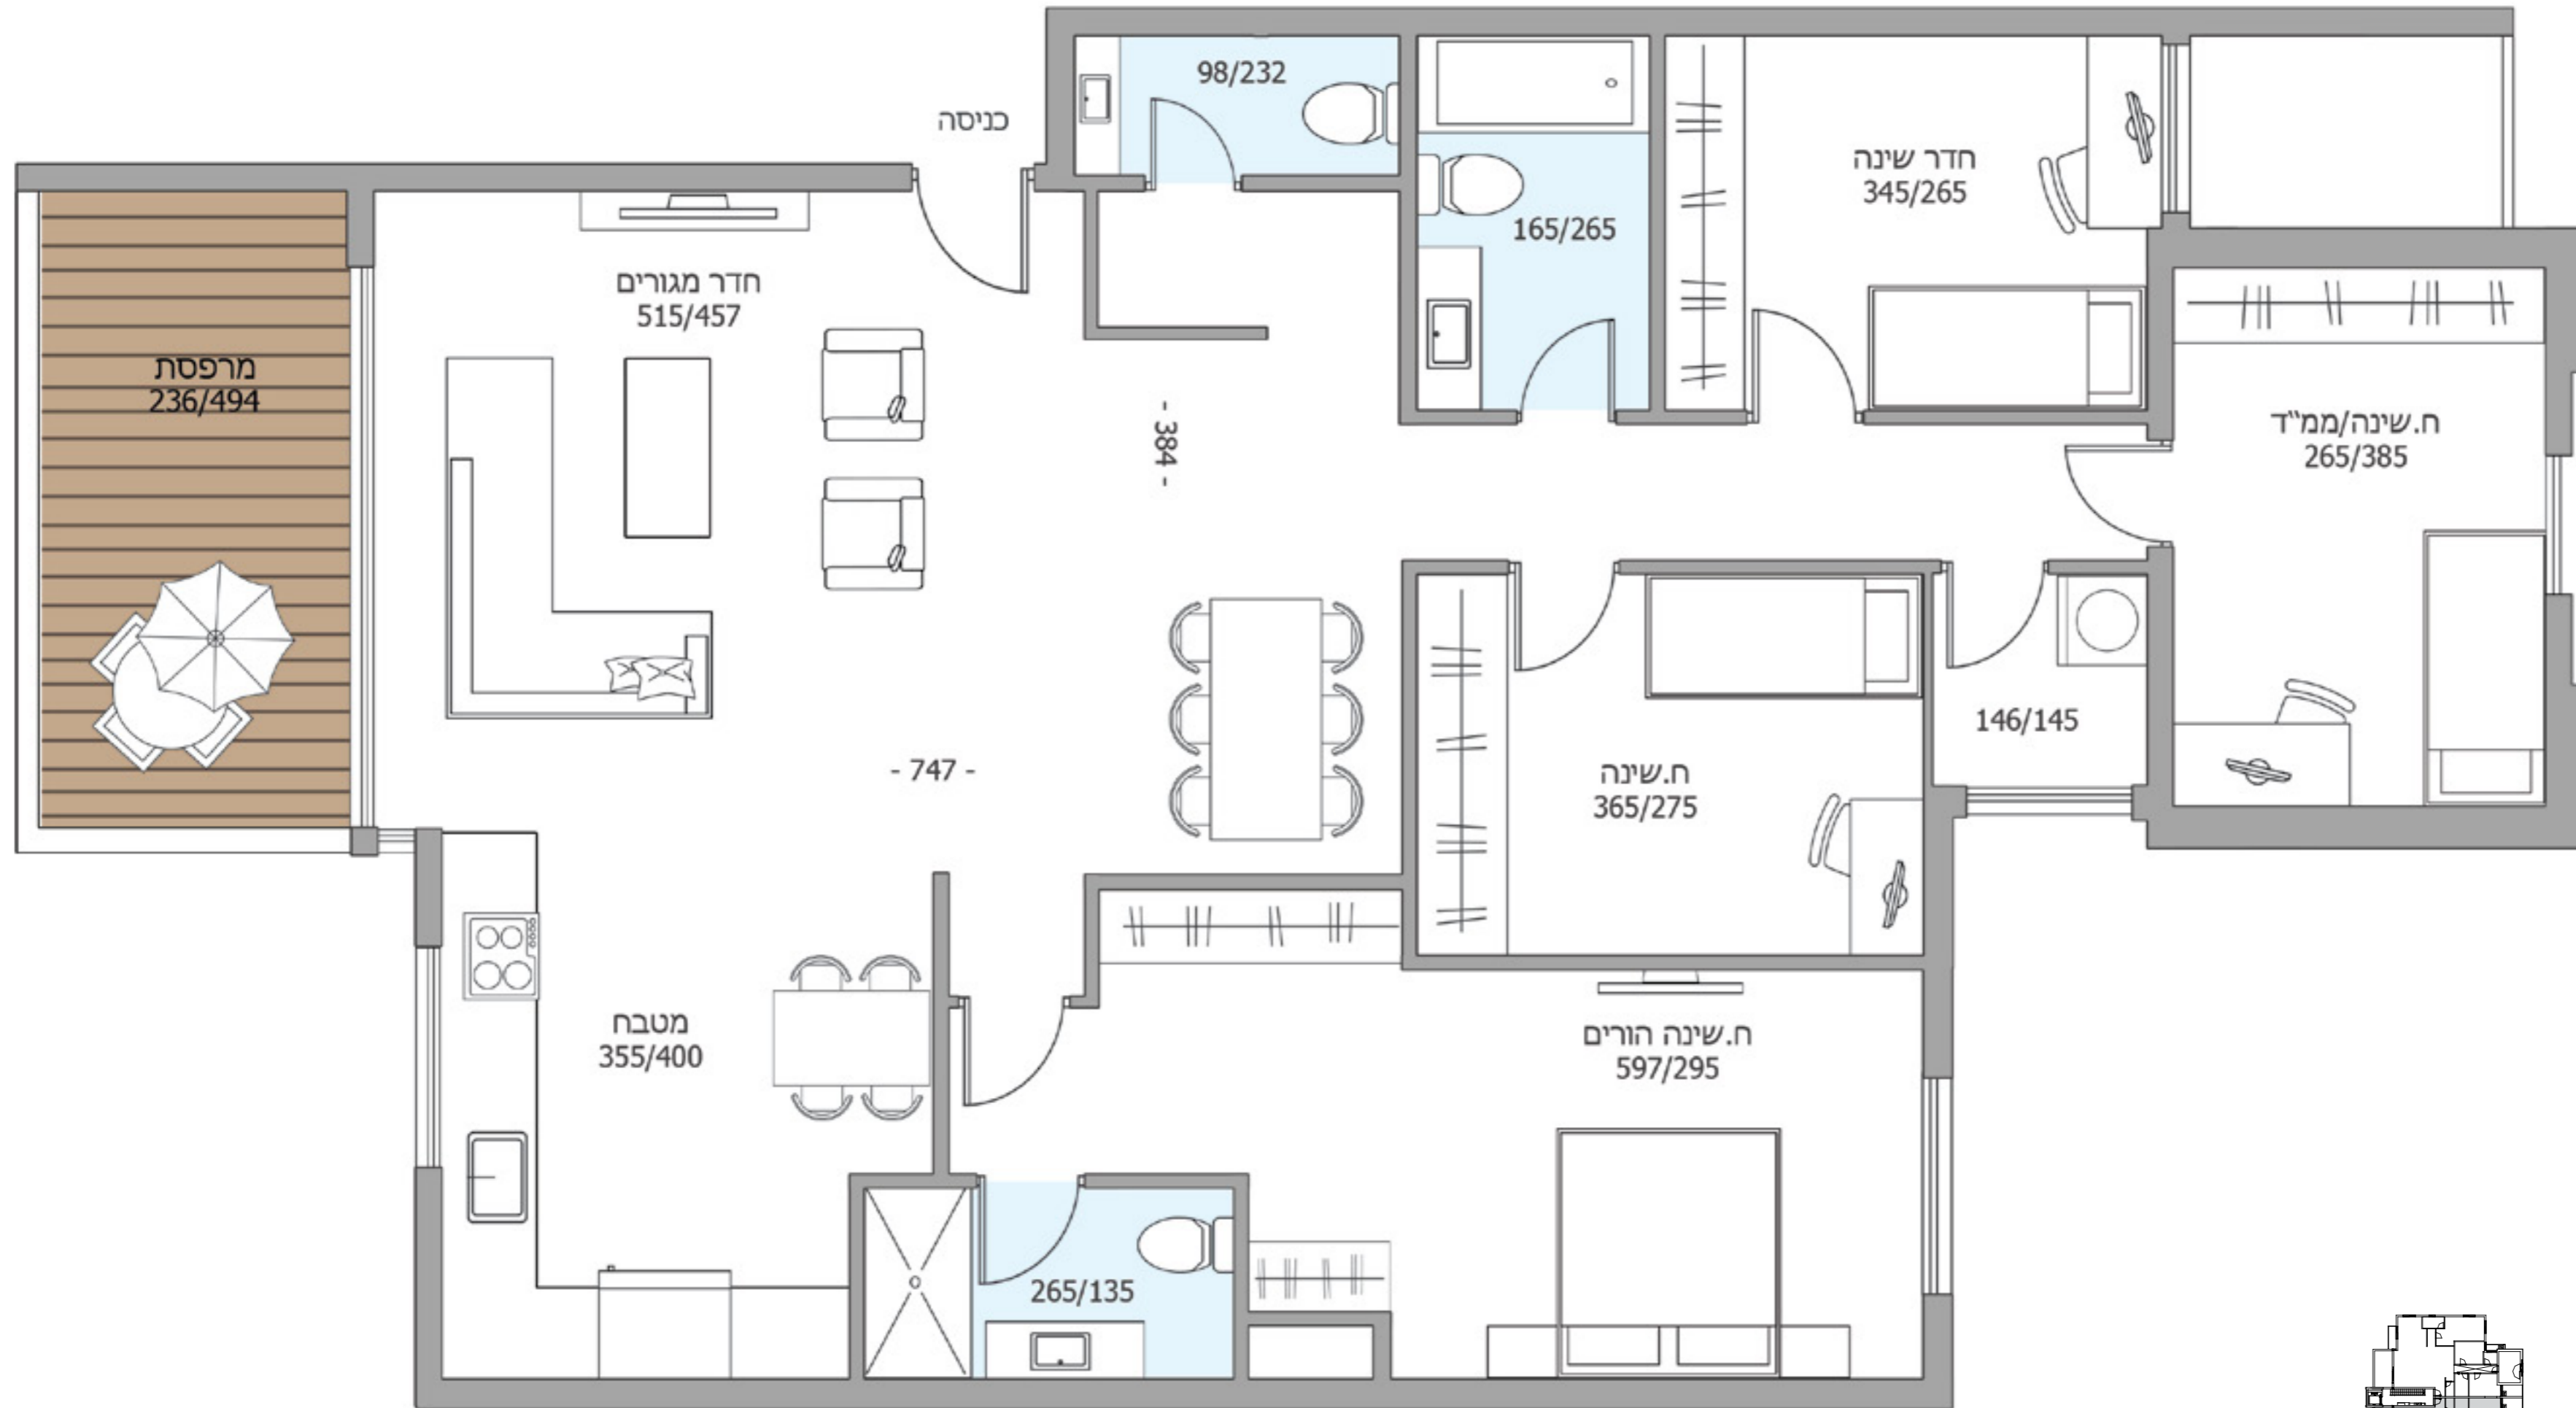 98/232
כניסה
חדר שינה
345/265
165/265
חדר מגורים
515/457
מרפסת
236/494
- 384 -
ח.שינה/ממ"ד
265/385
146/145
- 747 -
ח.שינה
365/275
מטבח
355/400
ח.שינה הורים
597/295
265/135